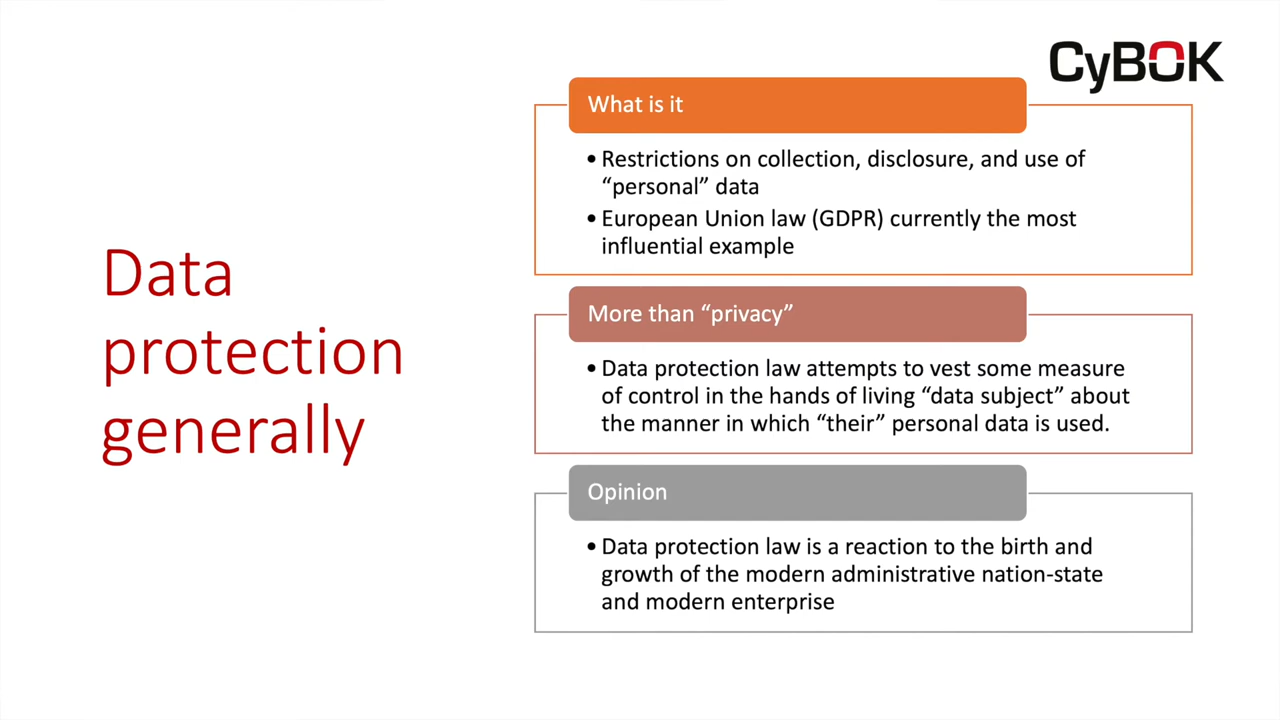 CyBOK
Data
protection
generally
What is it
• Restrictions on collection, disclosure, and use of
“personal” data
• European Union law (GDPR) currently the most
influential example
More than “privacy”
• Data protection law attempts to vest some measure
of control in the hands of living “data subject” about
the manner in which “their” personal data is used.
Opinion
• Data protection law is a reaction to the birth and
growth of the modern administrative nation-state
and modern enterprise